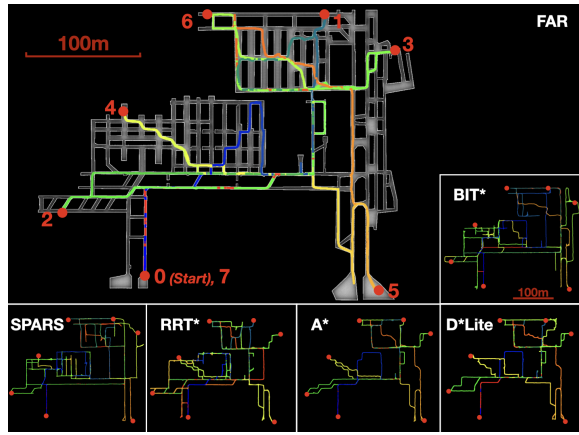 FAR
6
1
100m
3
4
2
0 (Start), 7
5
BIT*
100m
SPARS
RRT*
A*
D*Lite